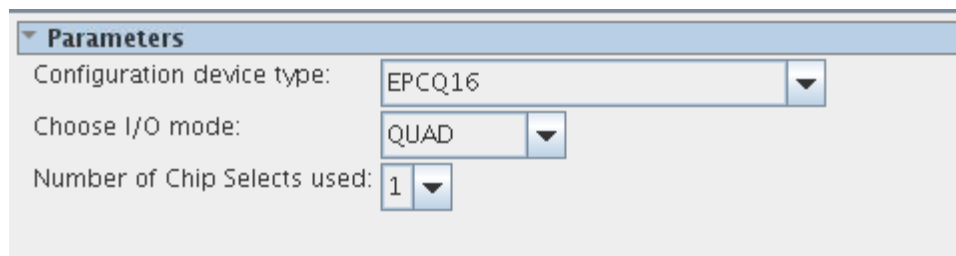 Parameters
Configuration device type: EPCQ16
Choose I/O mode: QUAD
Number of Chip Selects used: 1